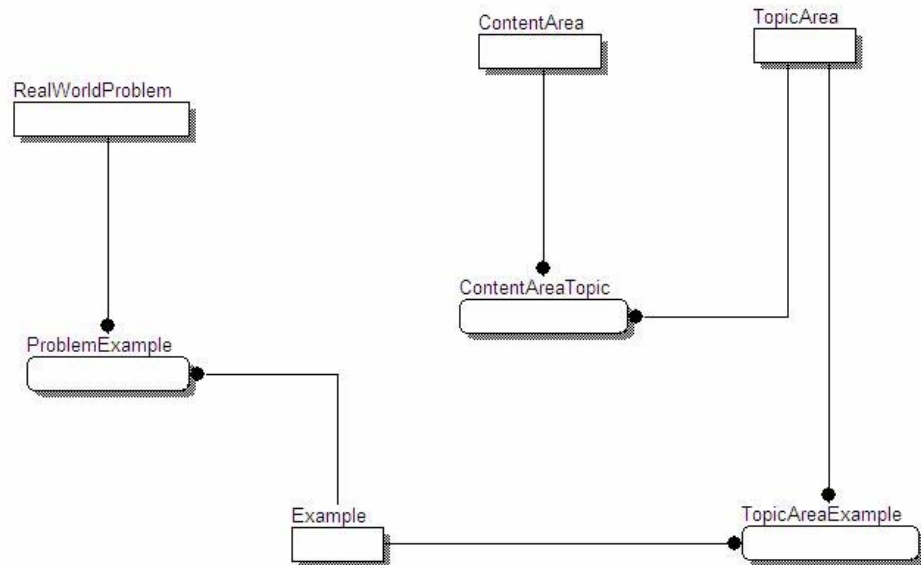 ContentArea
TopicArea
RealWorldProblem
ContentAreaTopic
ProblemExample
Example
TopicAreaExample